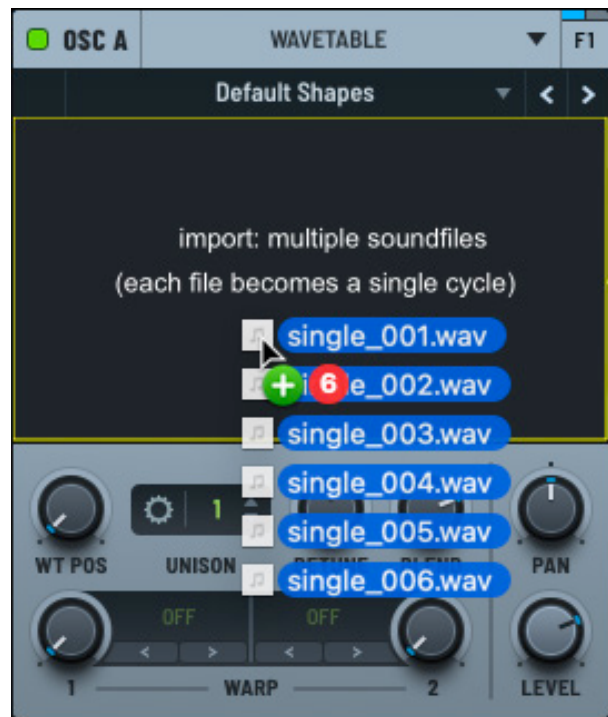 OSC A WAVETABLE F1
Default Shapes
import: multiple soundfiles
(each file becomes a single cycle)
single_001.wav
6 e_002.wav
single_003.wav
single_004.wav
1
single_005.wav
WT POS UNISON PAN
single_006.wav
OFF OFF
1 WARP 2 LEVEL